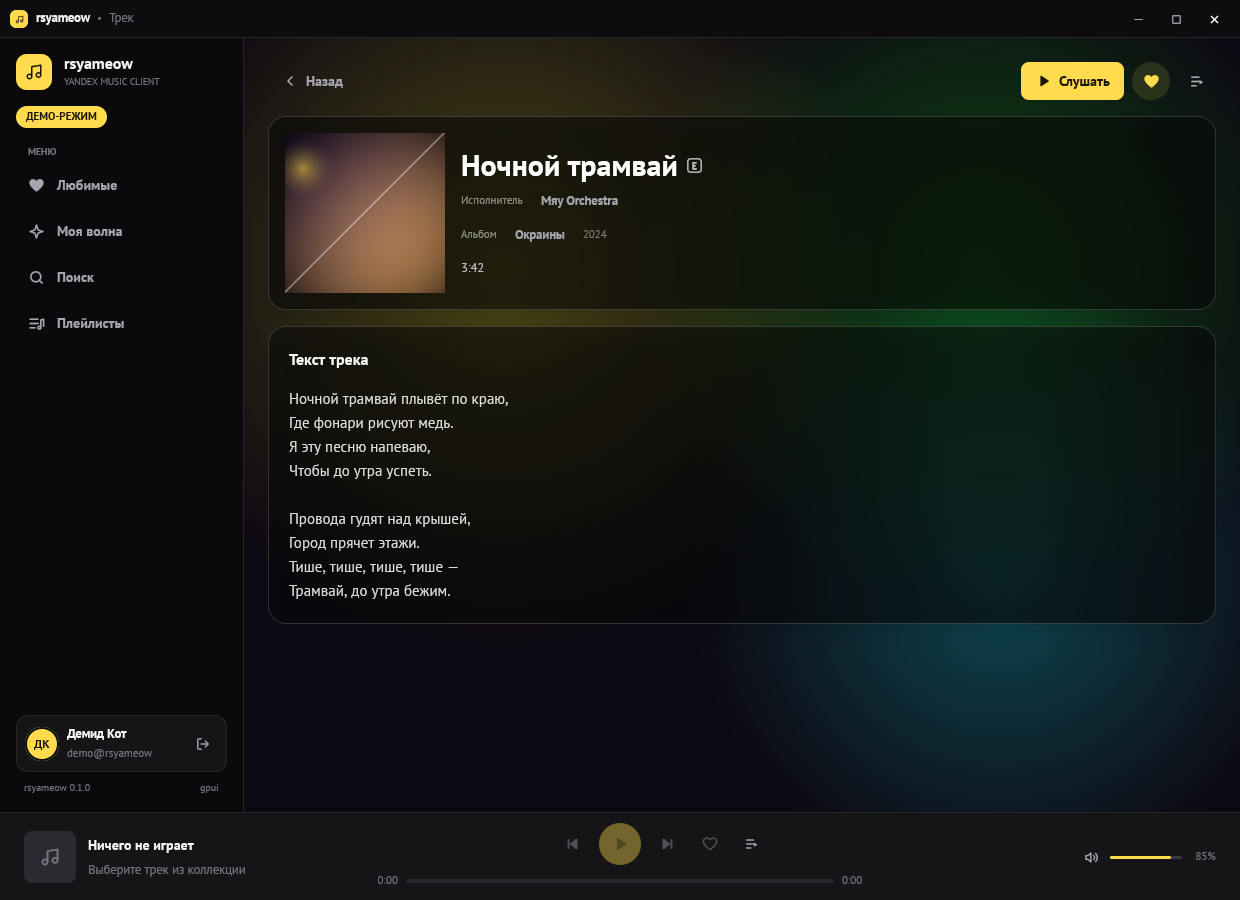 rsyameow • Трек
rsyameow
YANDEX MUSIC CLIENT
ДЕМО-РЕЖИМ
МЕНЮ
Любимые
Моя волна
Поиск
Плейлисты
Демид Кот
ДК
demo@rsyameow
rsyameow 0.1.0 gpui
Назад
Слушать
Ночной трамвай E
Исполнитель Мяу Orchestra
Альбом Окраины 2024
3:42
Текст трека
Ночной трамвай плывёт по краю,
Где фонари рисуют медь.
Я эту песню напеваю,
Чтобы до утра успеть.
Провода гудят над крышей,
Город прячет этажи.
Тише, тише, тише, тише —
Трамвай, до утра бежим.
Ничего не играет
Выберите трек из коллекции
0:00 0:00
85%